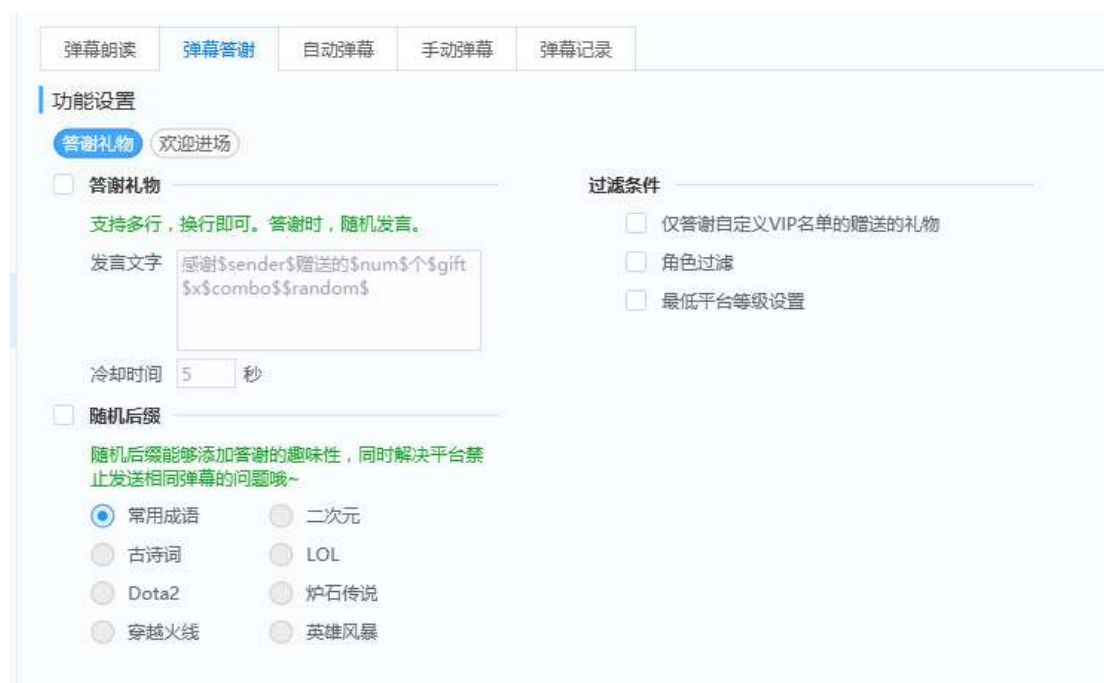 弹幕朗读 弹幕答谢 自动弹幕 手动弹幕 弹幕记录
功能设置
答谢礼物 欢迎进场
答谢礼物
支持多行，换行即可。答谢时，随机发言。
发言文字 感谢$sender$赠送的$num$个$gift
$x$combo$$random$
冷却时间 5 秒
随机后缀
随机后缀能够添加答谢的趣味性，同时解决平台禁
止发送相同弹幕的问题哦~
常用成语 二次元
古诗词 LOL
Dota2 炉石传说
穿越火线 英雄风暴
过滤条件
仅答谢自定义VIP名单的赠送的礼物
角色过滤
最低平台等级设置